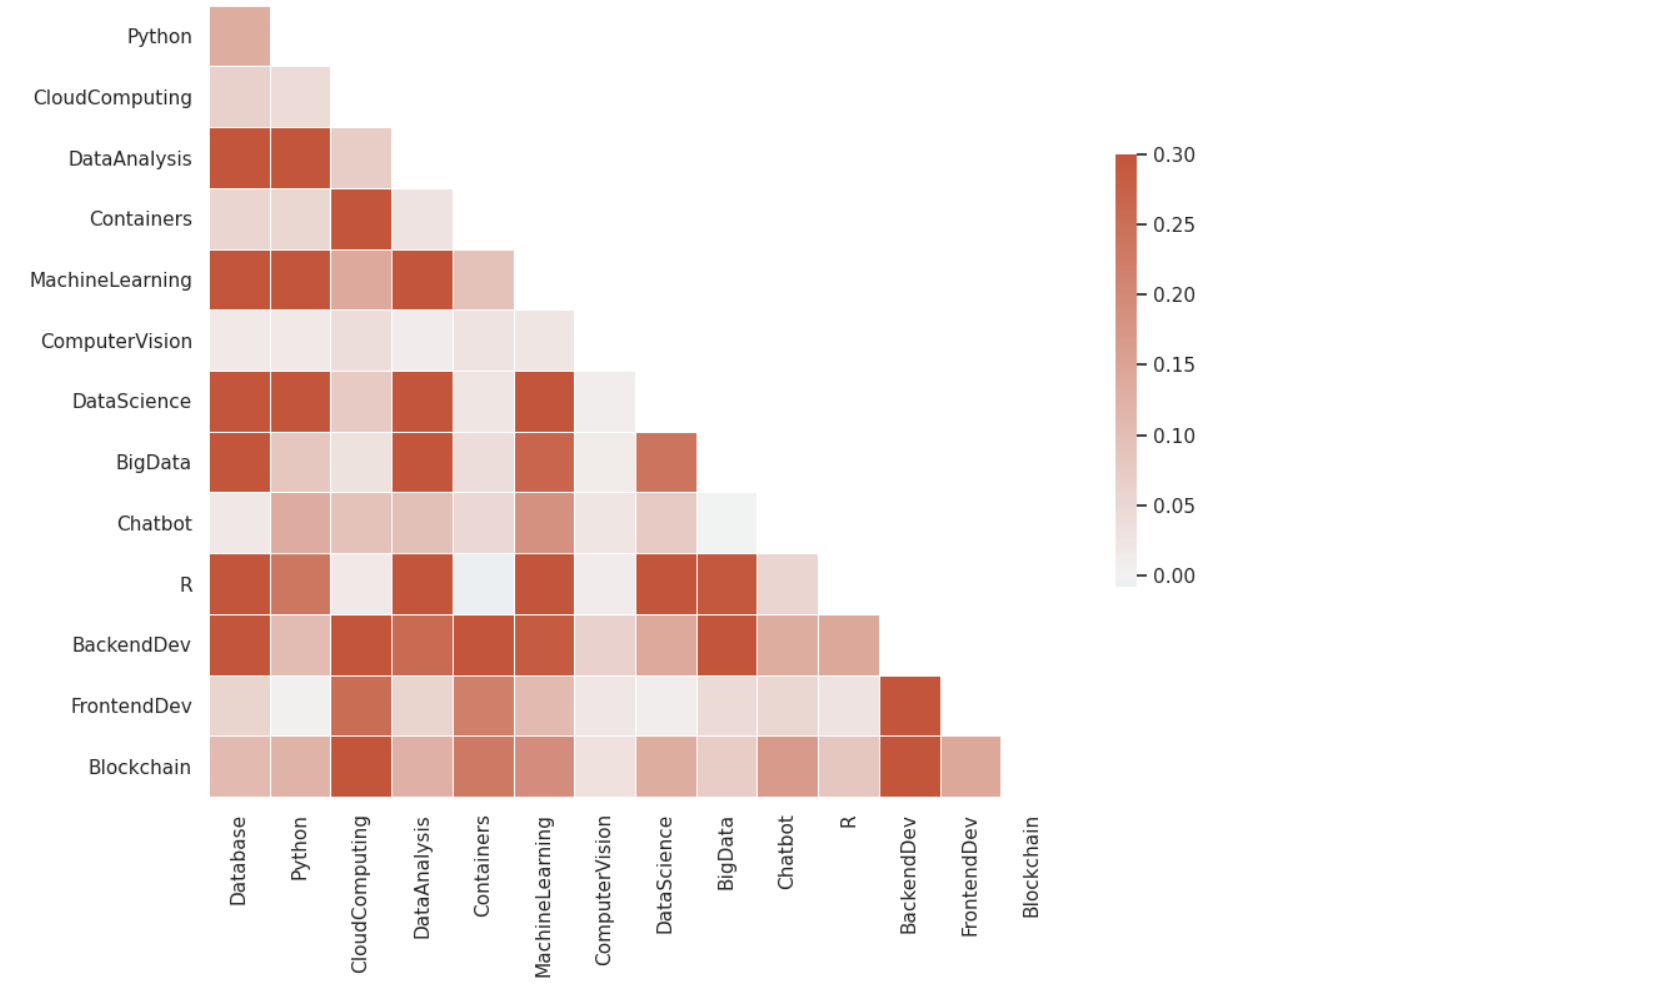 Python
CloudComputing
DataAnalysis
Containers
MachineLearning
ComputerVision
DataScience
BigData
Chatbot
R
BackendDev
FrontendDev
Blockchain
Database
Python
CloudComputing
DataAnalysis
Containers
MachineLearning
ComputerVision
DataScience
BigData
Chatbot
R
BackendDev
FrontendDev
Blockchain
0.30
0.25
0.20
0.15
0.10
0.05
0.00